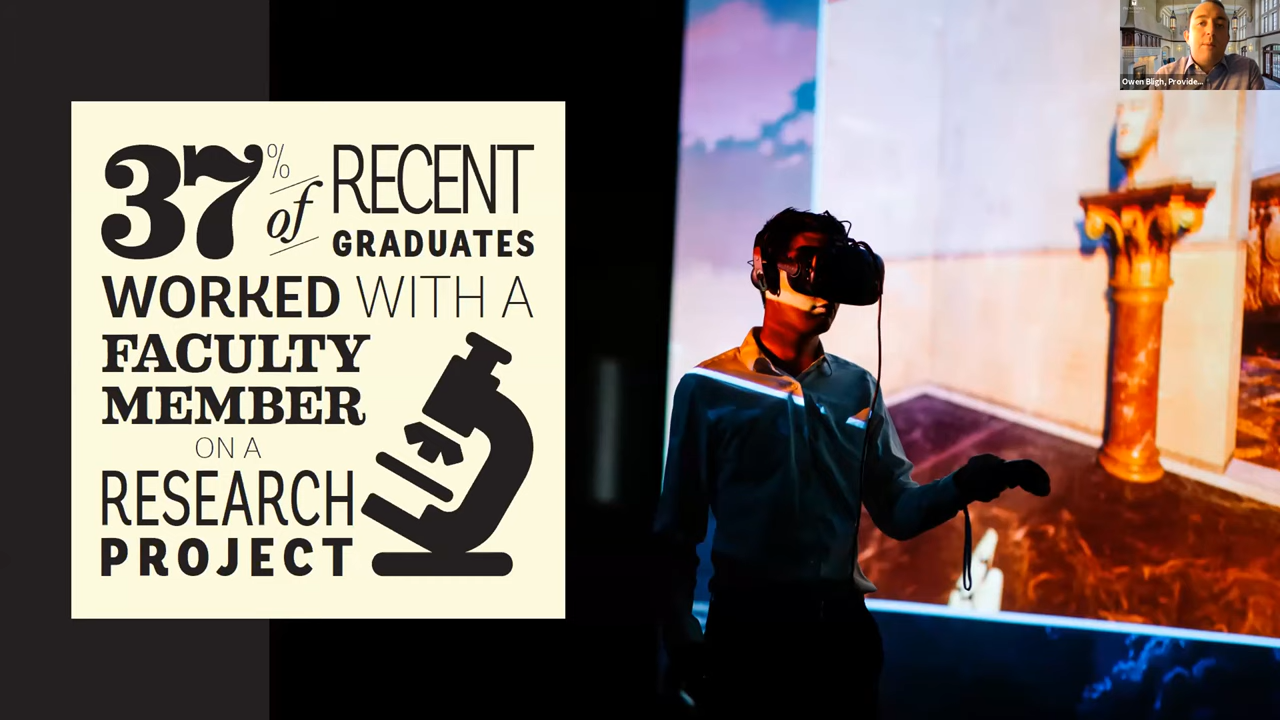 37% of RECENT
GRADUATES
WORKED WITH A
FACULTY
MEMBER
ON A
RESEARCH
PROJECT
Owen Bligh, Provide...